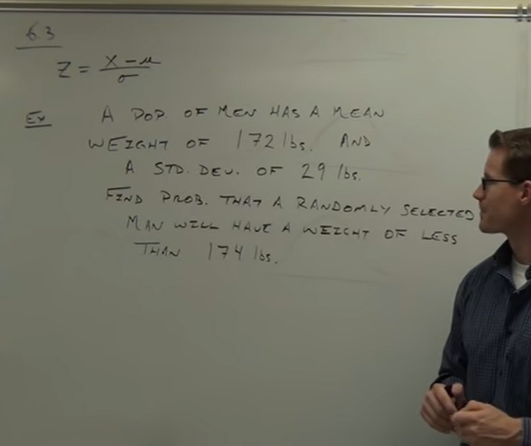 6.3
Z = X - μ / σ
Ex A POP. OF MEN HAS A MEAN
WEIGHT OF 172 lbs. AND
A STD. DEV. OF 29 lbs.
FIND PROB. THAT A RANDOMLY SELECTED
MAN WILL HAVE A WEIGHT OF LESS
THAN 174 lbs.